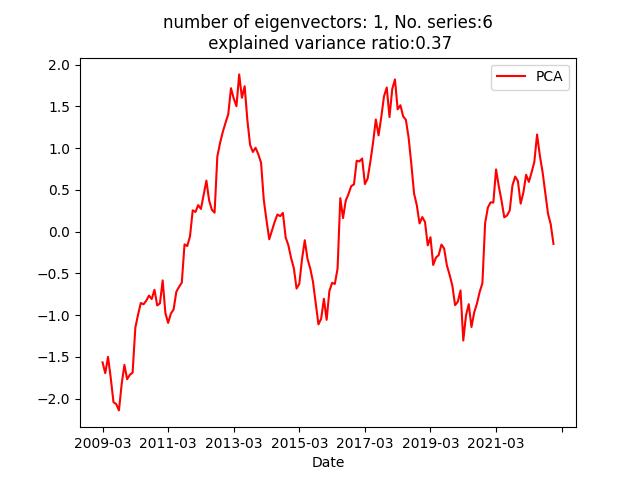 number of eigenvectors: 1, No. series:6
explained variance ratio:0.37
PCA
2.0
1.5
1.0
0.5
0.0
−0.5
−1.0
−1.5
−2.0
2009-03 2011-03 2013-03 2015-03 2017-03 2019-03 2021-03
Date